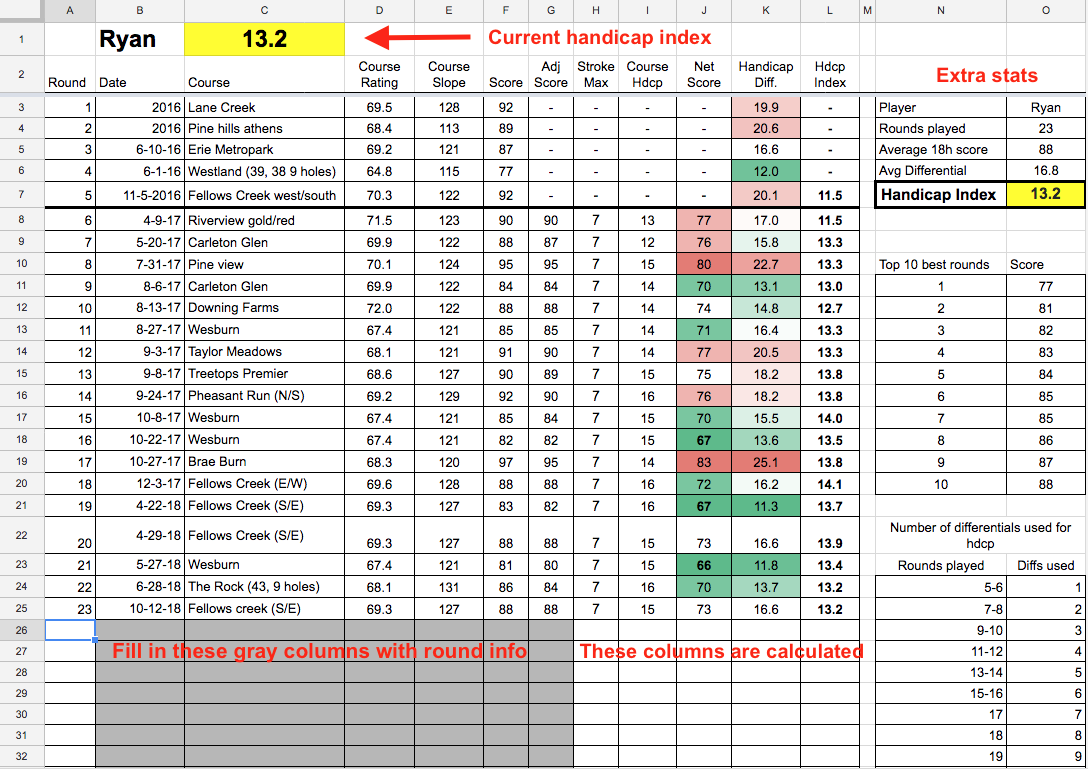 A B C D E F G H I J K L M N O
1 Ryan 13.2 Current handicap index
2 Round Date Course Course Rating Course Slope Score Adj Score Stroke Max Course Hdcp Net Score Handicap Diff. Hdcp Index Extra stats
3 1 2016 Lane Creek 69.5 128 92 - - - - 19.9 - Player Ryan
4 2 2016 Pine hills athens 68.4 113 89 - - - - 20.6 - Rounds played 23
5 3 6-10-16 Erie Metropark 69.2 121 87 - - - - 16.6 - Average 18h score 88
6 4 6-1-16 Westland (39, 38 9 holes) 64.8 115 77 - - - - 12.0 - Avg Differential 16.8
7 5 11-5-2016 Fellows Creek west/south 70.3 122 92 - - - - 20.1 11.5 Handicap Index 13.2
8 6 4-9-17 Riverview gold/red 71.5 123 90 90 7 13 77 17.0 11.5
9 7 5-20-17 Carleton Glen 69.9 122 88 87 7 12 76 15.8 13.3
10 8 7-31-17 Pine view 70.1 124 95 95 7 15 80 22.7 13.3 Top 10 best rounds Score
11 9 8-6-17 Carleton Glen 69.9 122 84 84 7 14 70 13.1 13.0 1 77
12 10 8-13-17 Downing Farms 72.0 122 88 88 7 14 74 14.8 12.7 2 81
13 11 8-27-17 Wesburn 67.4 121 85 85 7 14 71 16.4 13.3 3 82
14 12 9-3-17 Taylor Meadows 68.1 121 91 90 7 14 77 20.5 13.3 4 83
15 13 9-8-17 Treetops Premier 68.6 127 90 89 7 15 75 18.2 13.8 5 84
16 14 9-24-17 Pheasant Run (N/S) 69.2 129 92 90 7 16 76 18.2 13.8 6 85
17 15 10-8-17 Wesburn 67.4 121 85 84 7 15 70 15.5 14.0 7 85
18 16 10-22-17 Wesburn 67.4 121 82 82 7 15 67 13.6 13.5 8 86
19 17 10-27-17 Brae Burn 68.3 120 97 95 7 14 83 25.1 13.8 9 87
20 18 12-3-17 Fellows Creek (E/W) 69.6 128 88 88 7 16 72 16.2 14.1 10 88
21 19 4-22-18 Fellows Creek (S/E) 69.3 127 83 82 7 16 67 11.3 13.7
22 20 4-29-18 Fellows Creek (S/E) 69.3 127 88 88 7 15 73 16.6 13.9 Number of differentials used for hdcp
23 21 5-27-18 Wesburn 67.4 121 81 80 7 15 66 11.8 13.4 Rounds played Diffs used
24 22 6-28-18 The Rock (43, 9 holes) 68.1 131 86 84 7 16 70 13.7 13.2 5-6 1
25 23 10-12-18 Fellows creek (S/E) 69.3 127 88 88 7 15 73 16.6 13.2 7-8 2
26 9-10 3
27 Fill in these gray columns with round info These columns are calculated 11-12 4
28 13-14 5
29 15-16 6
30 17 7
31 18 8
32 19 9